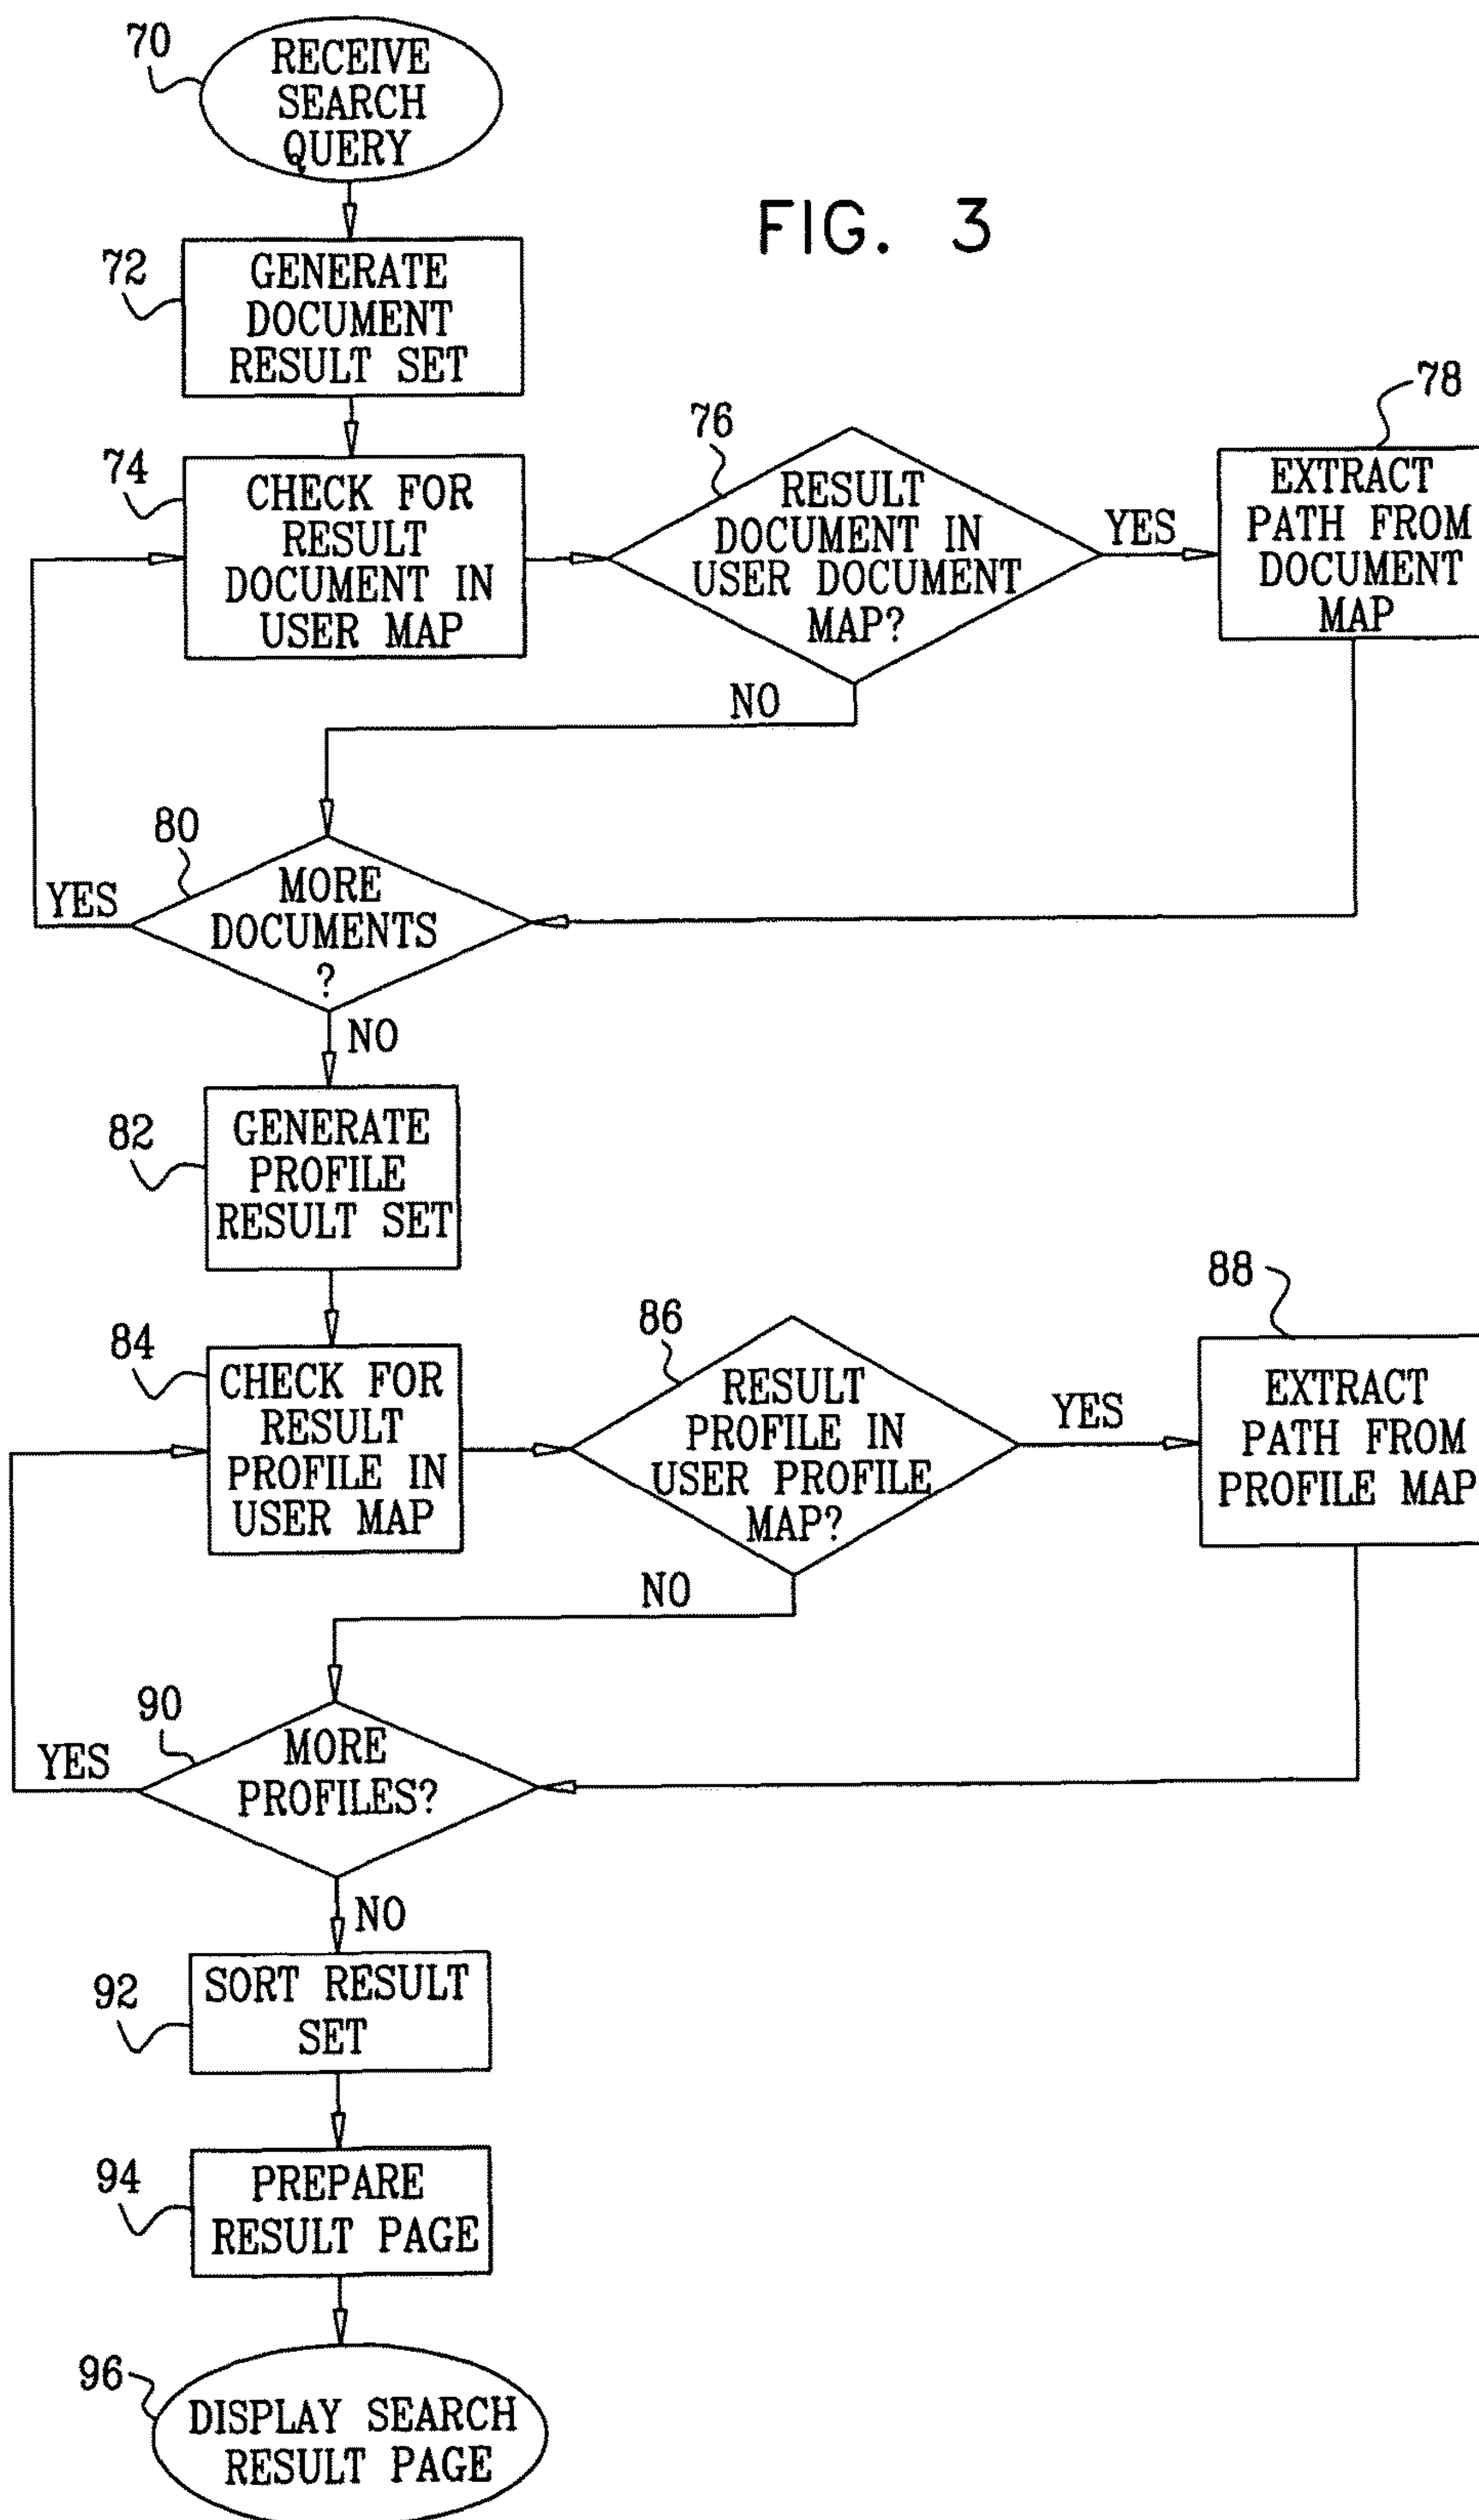 70
RECEIVE
SEARCH
QUERY
FIG. 3
72
GENERATE
DOCUMENT
RESULT SET
74
CHECK FOR
RESULT
DOCUMENT IN
USER MAP
76
RESULT
DOCUMENT IN
USER DOCUMENT
MAP?
YES
78
EXTRACT
PATH FROM
DOCUMENT
MAP
NO
80
MORE
DOCUMENTS
?
YES
NO
82
GENERATE
PROFILE
RESULT SET
84
CHECK FOR
RESULT
PROFILE IN
USER MAP
86
RESULT
PROFILE IN
USER PROFILE
MAP?
YES
88
EXTRACT
PATH FROM
PROFILE MAP
NO
90
MORE
PROFILES?
YES
NO
92
SORT RESULT
SET
94
PREPARE
RESULT PAGE
96
DISPLAY SEARCH
RESULT PAGE